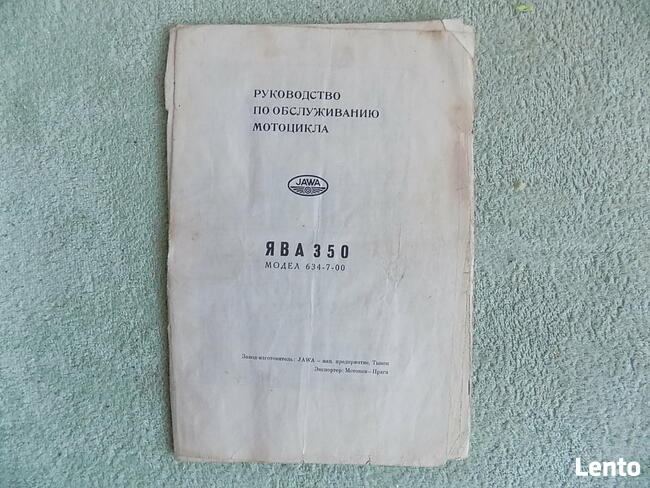 РУКОВОДСТВО
ПО ОБСЛУЖИВАНИЮ
МОТОЦИКЛА
JAWA
ЯВА 350
МОДЕЛ 634-7-00
Завод-изготовитель: JAWA – нац. предприятие, Тынец
Экспортер: Мотоков–Прага
Lento